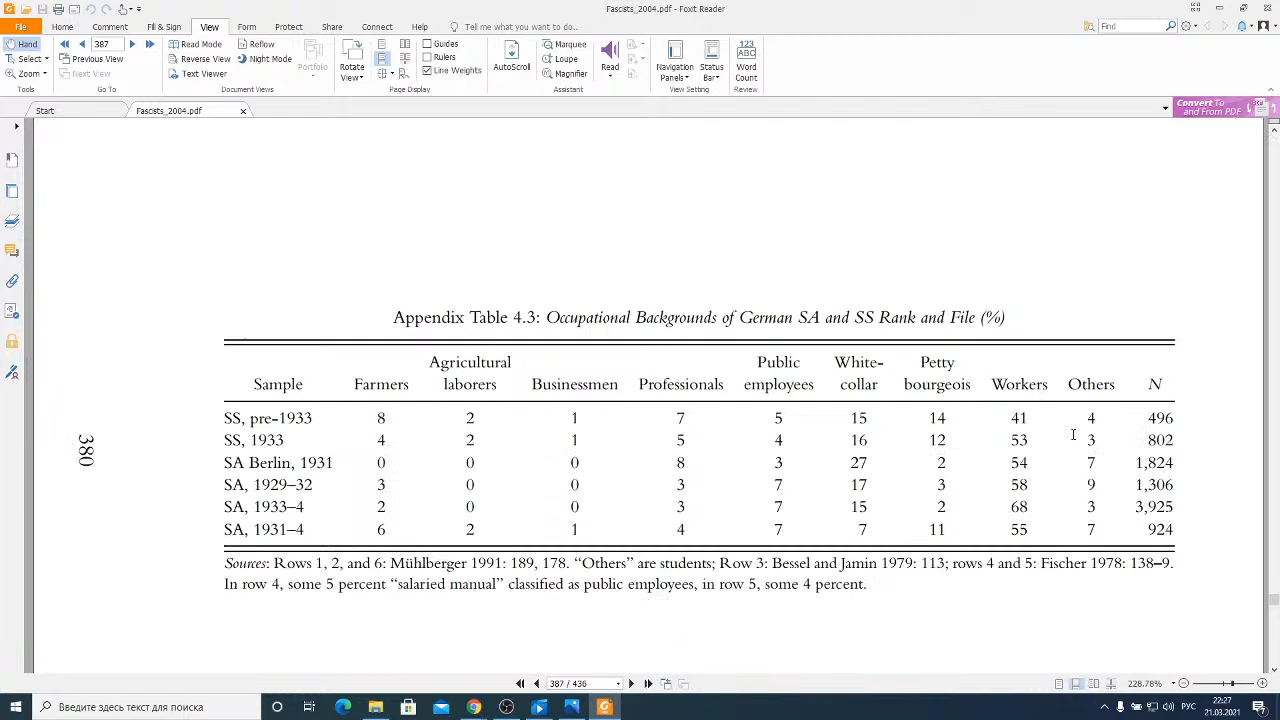 Fascists_2004.pdf - Foxit Reader
File Home Comment Fill & Sign View Form Protect Share Connect Help Tell me what you want to do... Find
Hand 387 Read Mode Reflow Guides Marquee
Select Previous View Reverse View Night Mode Portfolio Rotate View Rulers AutoScroll Loupe Read Navigation Panels Status Bar Word Count
Zoom Next View Text Viewer Line Weights Magnifier
Tools Go To Document Views Page Display Assistant View Setting Review
Start Fascists_2004.pdf Convert To and From PDF
Appendix Table 4.3: Occupational Backgrounds of German SA and SS Rank and File (%)
Sample Farmers Agricultural laborers Businessmen Professionals Public employees White-collar Petty bourgeois Workers Others N
SS, pre-1933 8 2 1 7 5 15 14 41 4 496
SS, 1933 4 2 1 5 4 16 12 53 3 802
SA Berlin, 1931 0 0 0 8 3 27 2 54 7 1,824
SA, 1929–32 3 0 0 3 7 17 3 58 9 1,306
SA, 1933–4 2 0 0 3 7 15 2 68 3 3,925
SA, 1931–4 6 2 1 4 7 7 11 55 7 924
Sources: Rows 1, 2, and 6: Mühlberger 1991: 189, 178. “Others” are students; Row 3: Bessel and Jamin 1979: 113; rows 4 and 5: Fischer 1978: 138–9.
In row 4, some 5 percent “salaried manual” classified as public employees, in row 5, some 4 percent.
380
387 / 436 228.78%
Введите здесь текст для поиска РУС 22:27
21.03.2021